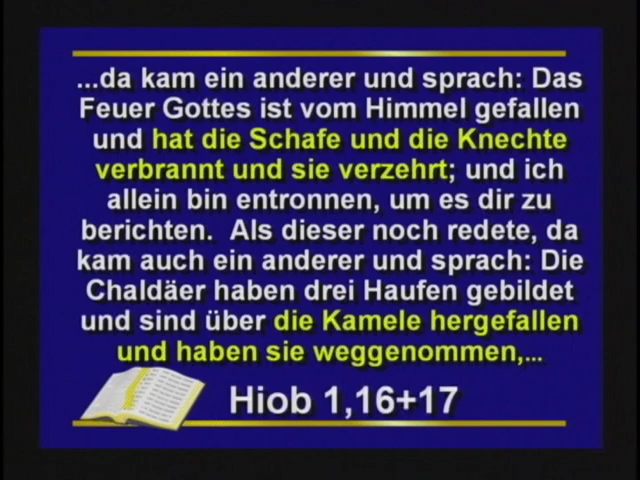 ...da kam ein anderer und sprach: Das
Feuer Gottes ist vom Himmel gefallen
und hat die Schafe und die Knechte
verbrannt und sie verzehrt; und ich
allein bin entronnen, um es dir zu
berichten. Als dieser noch redete, da
kam auch ein anderer und sprach: Die
Chaldäer haben drei Haufen gebildet
und sind über die Kamele hergefallen
und haben sie weggenommen,...
Hiob 1,16+17